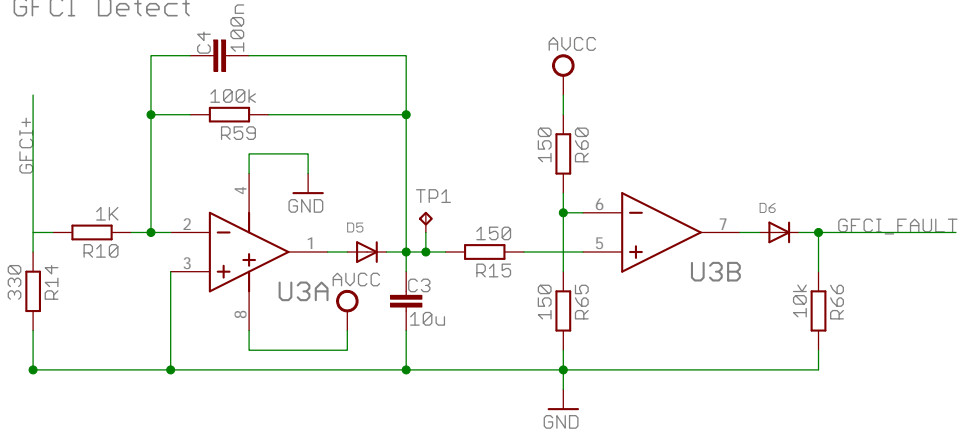 GFCI Detect
C4
100n
AVCC
100k
R59
GFCI+
150
R60
4
GND
TP1
6
1K
R10
2
D5
1
150
R15
7
D6
GFCI_FAULT
5
3
330
R14
U3A
AVCC
C3
10u
8
150
R65
U3B
10k
R66
GND